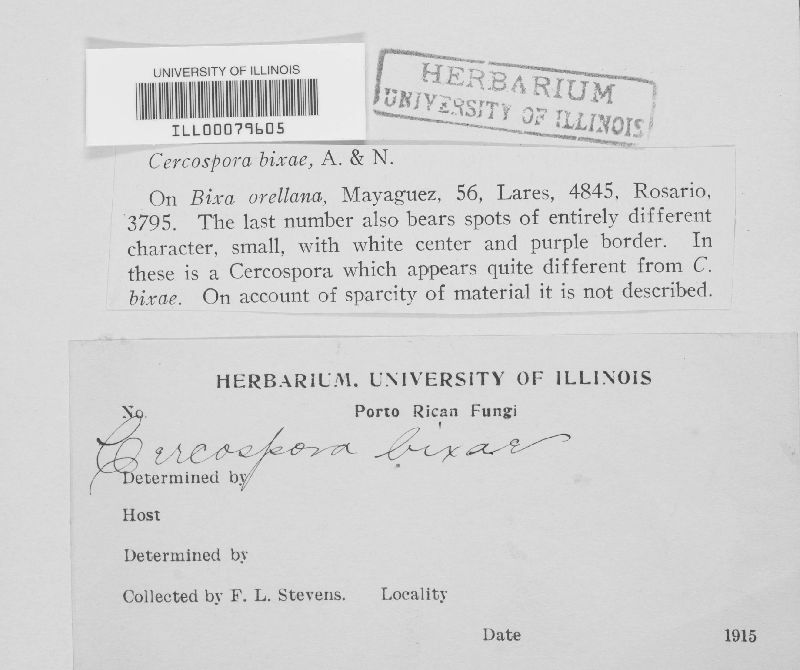 UNIVERSITY OF ILLINOIS
ILL00079605
HERBARIUM
UNIVERSITY OF ILLINOIS
Cercospora bixae, A. & N.
On Bixa orellana, Mayaguez, 56, Lares, 4845, Rosario,
3795. The last number also bears spots of entirely different
character, small, with white center and purple border. In
these is a Cercospora which appears quite different from C.
bixae. On account of sparcity of material it is not described.
HERBARIUM. UNIVERSITY OF ILLINOIS
No. Porto Rican Fungi
Cercospora bixae
Determined by
Host
Determined by
Collected by F. L. Stevens. Locality
Date 1915